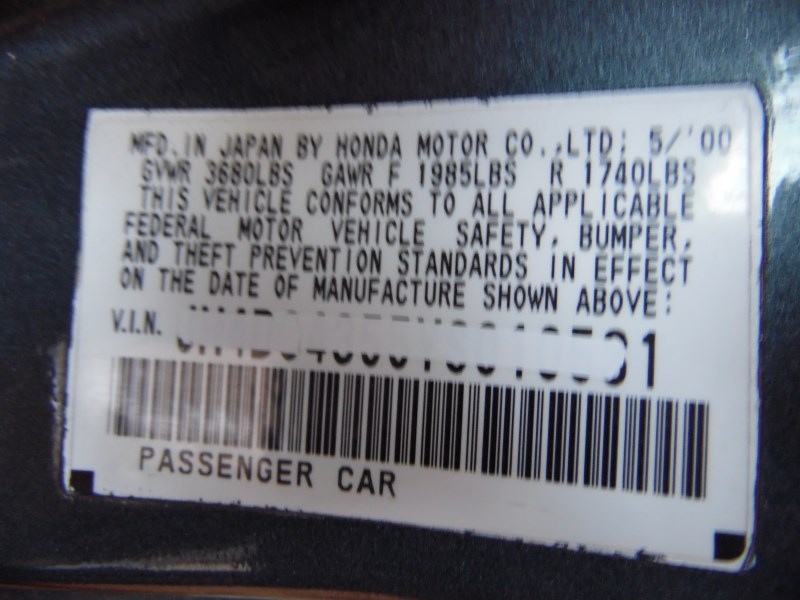 MFD. IN JAPAN BY HONDA MOTOR CO., LTD: 5/'00
GVWR 3680LBS GAWR F 1985LBS R 1740LBS
THIS VEHICLE CONFORMS TO ALL APPLICABLE
FEDERAL MOTOR VEHICLE SAFETY, BUMPER,
AND THEFT PREVENTION STANDARDS IN EFFECT
ON THE DATE OF MANUFACTURE SHOWN ABOVE:
V.I.N.
PASSENGER CAR